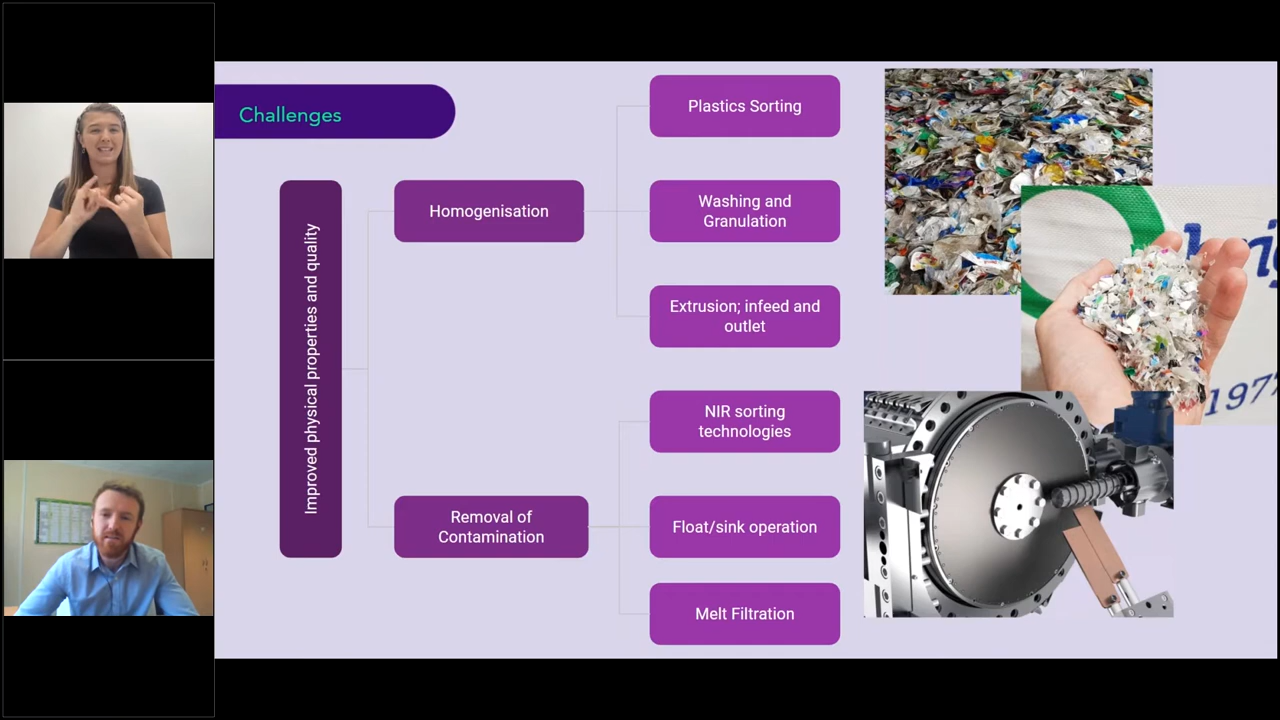 Challenges
Improved physical properties and quality
Homogenisation
Plastics Sorting
Washing and
Granulation
Extrusion; infeed and
outlet
Removal of
Contamination
NIR sorting
technologies
Float/sink operation
Melt Filtration
1977